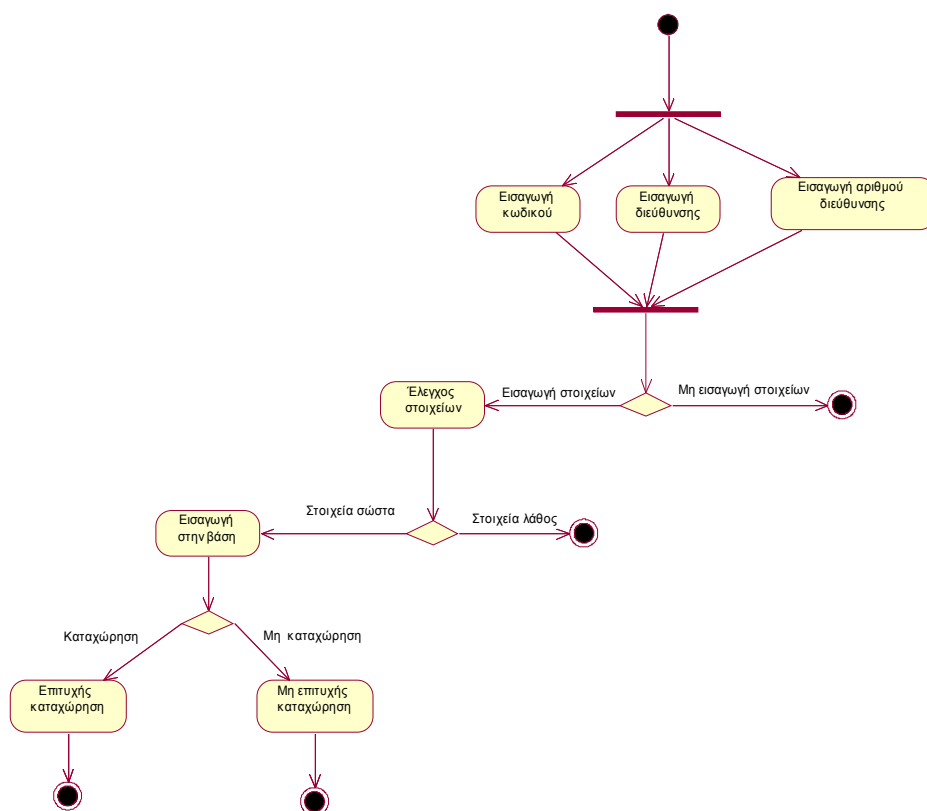 Εισαγωγή
κωδικού
Εισαγωγή
διεύθυνσης
Εισαγωγή αριθμού
διεύθυνσης
Έλεγχος
στοιχείων
Εισαγωγή στοιχείων
Μη εισαγωγή στοιχείων
Εισαγωγή
στην βάση
Στοιχεία σώστα
Στοιχεία λάθος
Καταχώρηση
Μη καταχώρηση
Επιτυχής
καταχώρηση
Μη επιτυχής
καταχώρηση